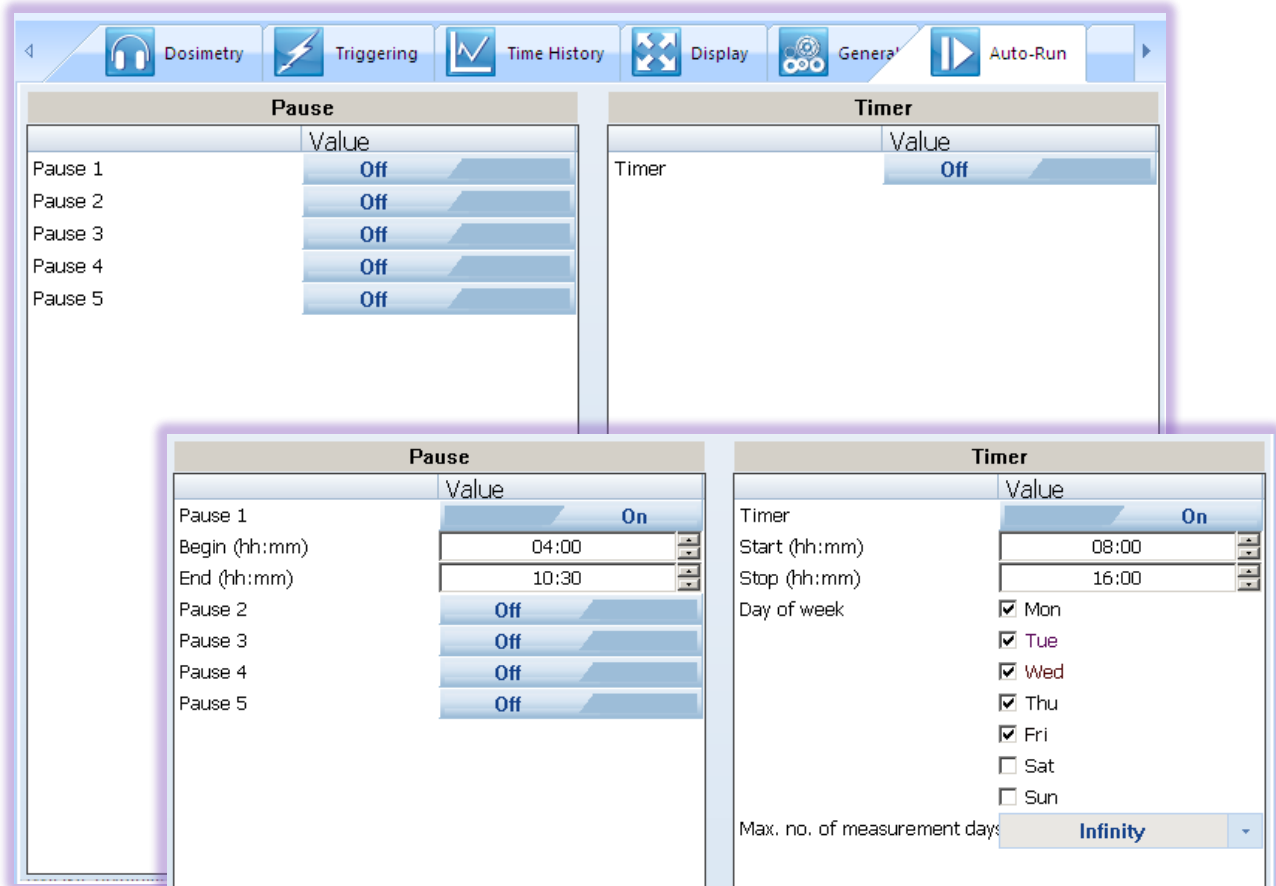 Dosimetry Triggering Time History Display General Auto-Run
Pause Timer
Value Value
Pause 1 Off Timer Off
Pause 2 Off
Pause 3 Off
Pause 4 Off
Pause 5 Off
Pause Timer
Value Value
Pause 1 On Timer On
Begin (hh:mm) 04:00 Start (hh:mm) 08:00
End (hh:mm) 10:30 Stop (hh:mm) 16:00
Pause 2 Off Day of week Mon
Pause 3 Off Tue
Pause 4 Off Wed
Pause 5 Off Thu
Fri
Sat
Sun
Max. no. of measurement days Infinity